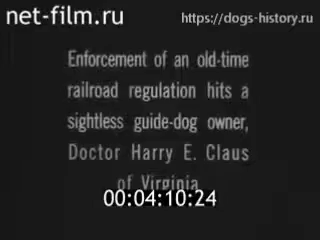 net-film.ru
https://dogs-history.ru
Enforcement of an old-time
railroad regulation hits a
sightless guide-dog owner,
Doctor Harry E. Claus
of Virginia
00:04:10:24